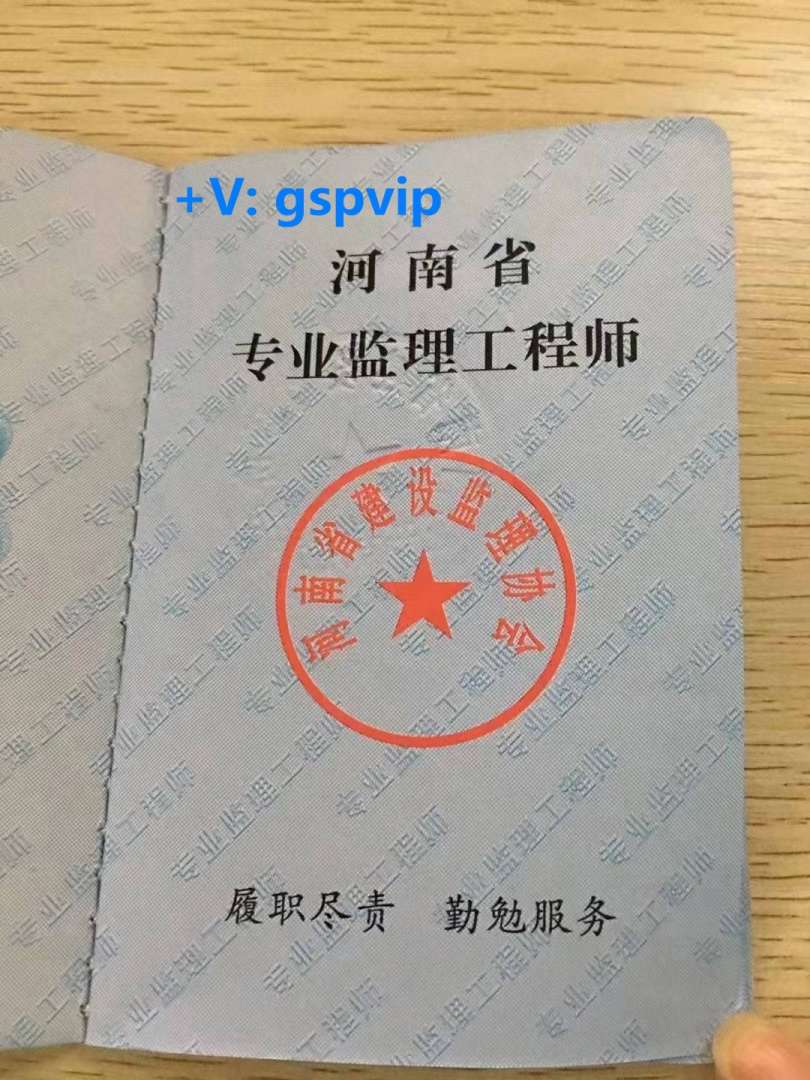 +V: gspvip
河南省
专业监理工程师
河南省建设监理协会
履职尽责 勤勉服务